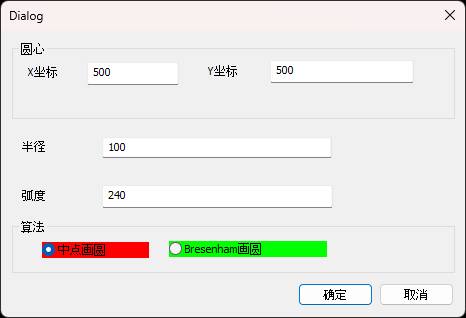 Dialog
圆心
X坐标 500 Y坐标 500
半径 100
弧度 240
算法
中点画圆 Bresenham画圆
确定 取消